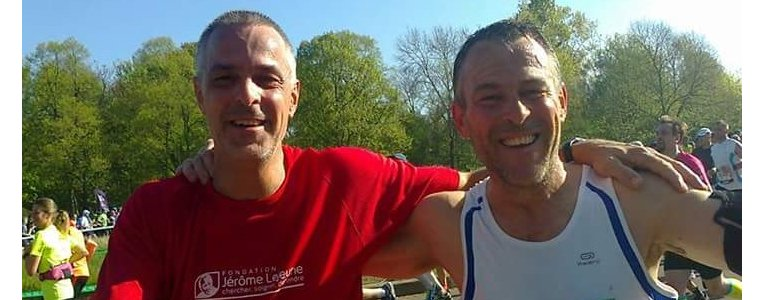 FONDATION
Jérôme Lejeune
chercher, soigner, défendre